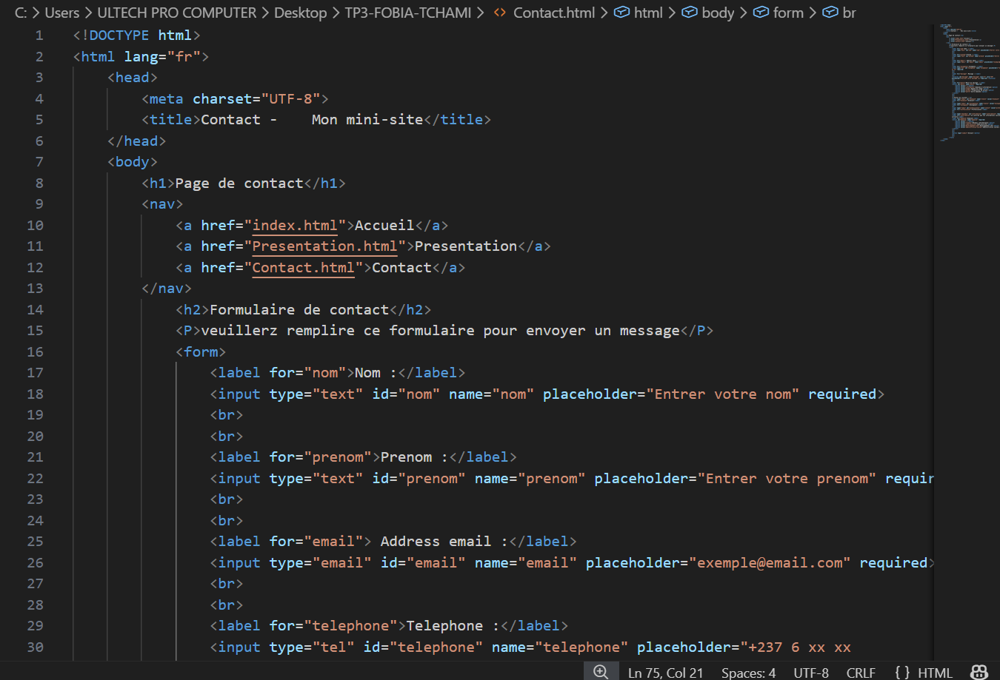 C: > Users > ULTECH PRO COMPUTER > Desktop > TP3-FOBIA-TCHAMI > <> Contact.html > html > body > form > br
1 <!DOCTYPE html>
2 <html lang="fr">
3 <head>
4 <meta charset="UTF-8">
5 <title>Contact -    Mon mini-site</title>
6 </head>
7 <body>
8 <h1>Page de contact</h1>
9 <nav>
10 <a href="index.html">Accueil</a>
11 <a href="Presentation.html">Presentation</a>
12 <a href="Contact.html">Contact</a>
13 </nav>
14 <h2>Formulaire de contact</h2>
15 <P>veuillerz remplire ce formulaire pour envoyer un message</P>
16 <form>
17 <label for="nom">Nom :</label>
18 <input type="text" id="nom" name="nom" placeholder="Entrer votre nom" required>
19 <br>
20 <br>
21 <label for="prenom">Prenom :</label>
22 <input type="text" id="prenom" name="prenom" placeholder="Entrer votre prenom" requir
23 <br>
24 <br>
25 <label for="email"> Address email :</label>
26 <input type="email" id="email" name="email" placeholder="exemple@email.com" required>
27 <br>
28 <br>
29 <label for="telephone">Telephone :</label>
30 <input type="tel" id="telephone" name="telephone" placeholder="+237 6 xx xx
Ln 75, Col 21 Spaces: 4 UTF-8 CRLF { } HTML